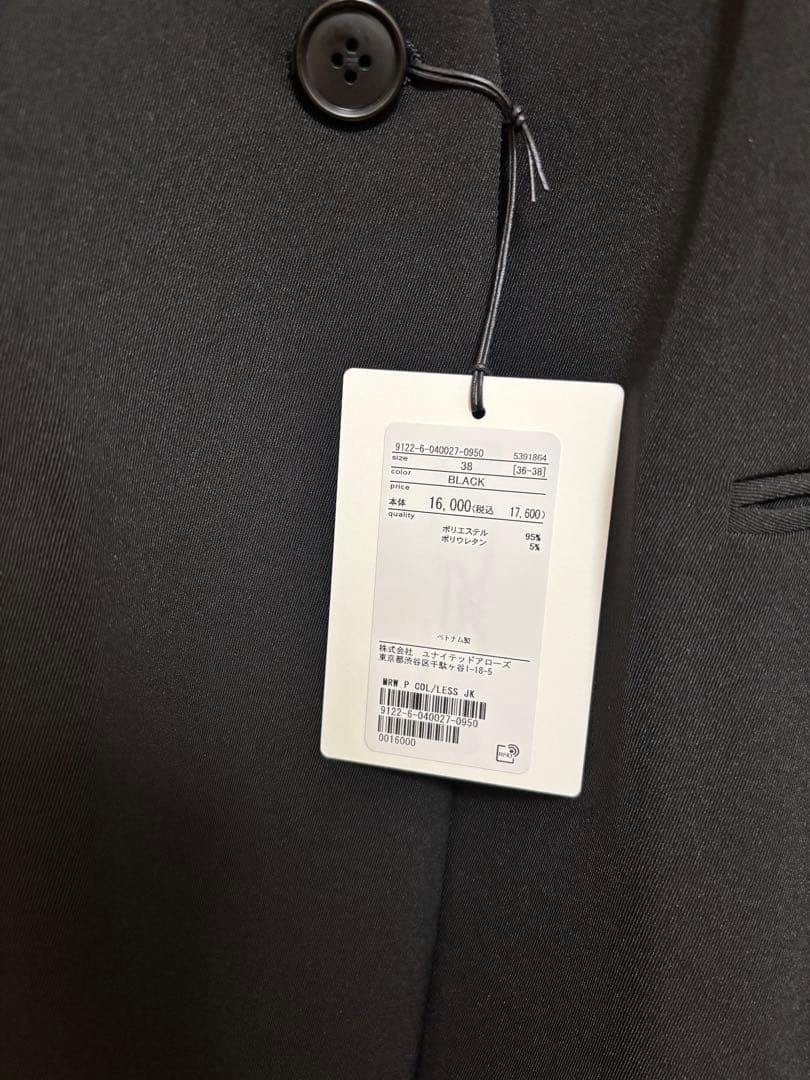 9122-6-040027-0950 5391864
size 38 [36-38]
color BLACK
price
本体 16,000(税込 17,600)
quality
ポリエステル 95%
ポリウレタン 5%
ベトナム製
株式会社 ユナイテッドアローズ
東京都渋谷区千駄ヶ谷1-18-5
MRW P COL/LESS JK
9122-6-040027-0950
0016000
RFID